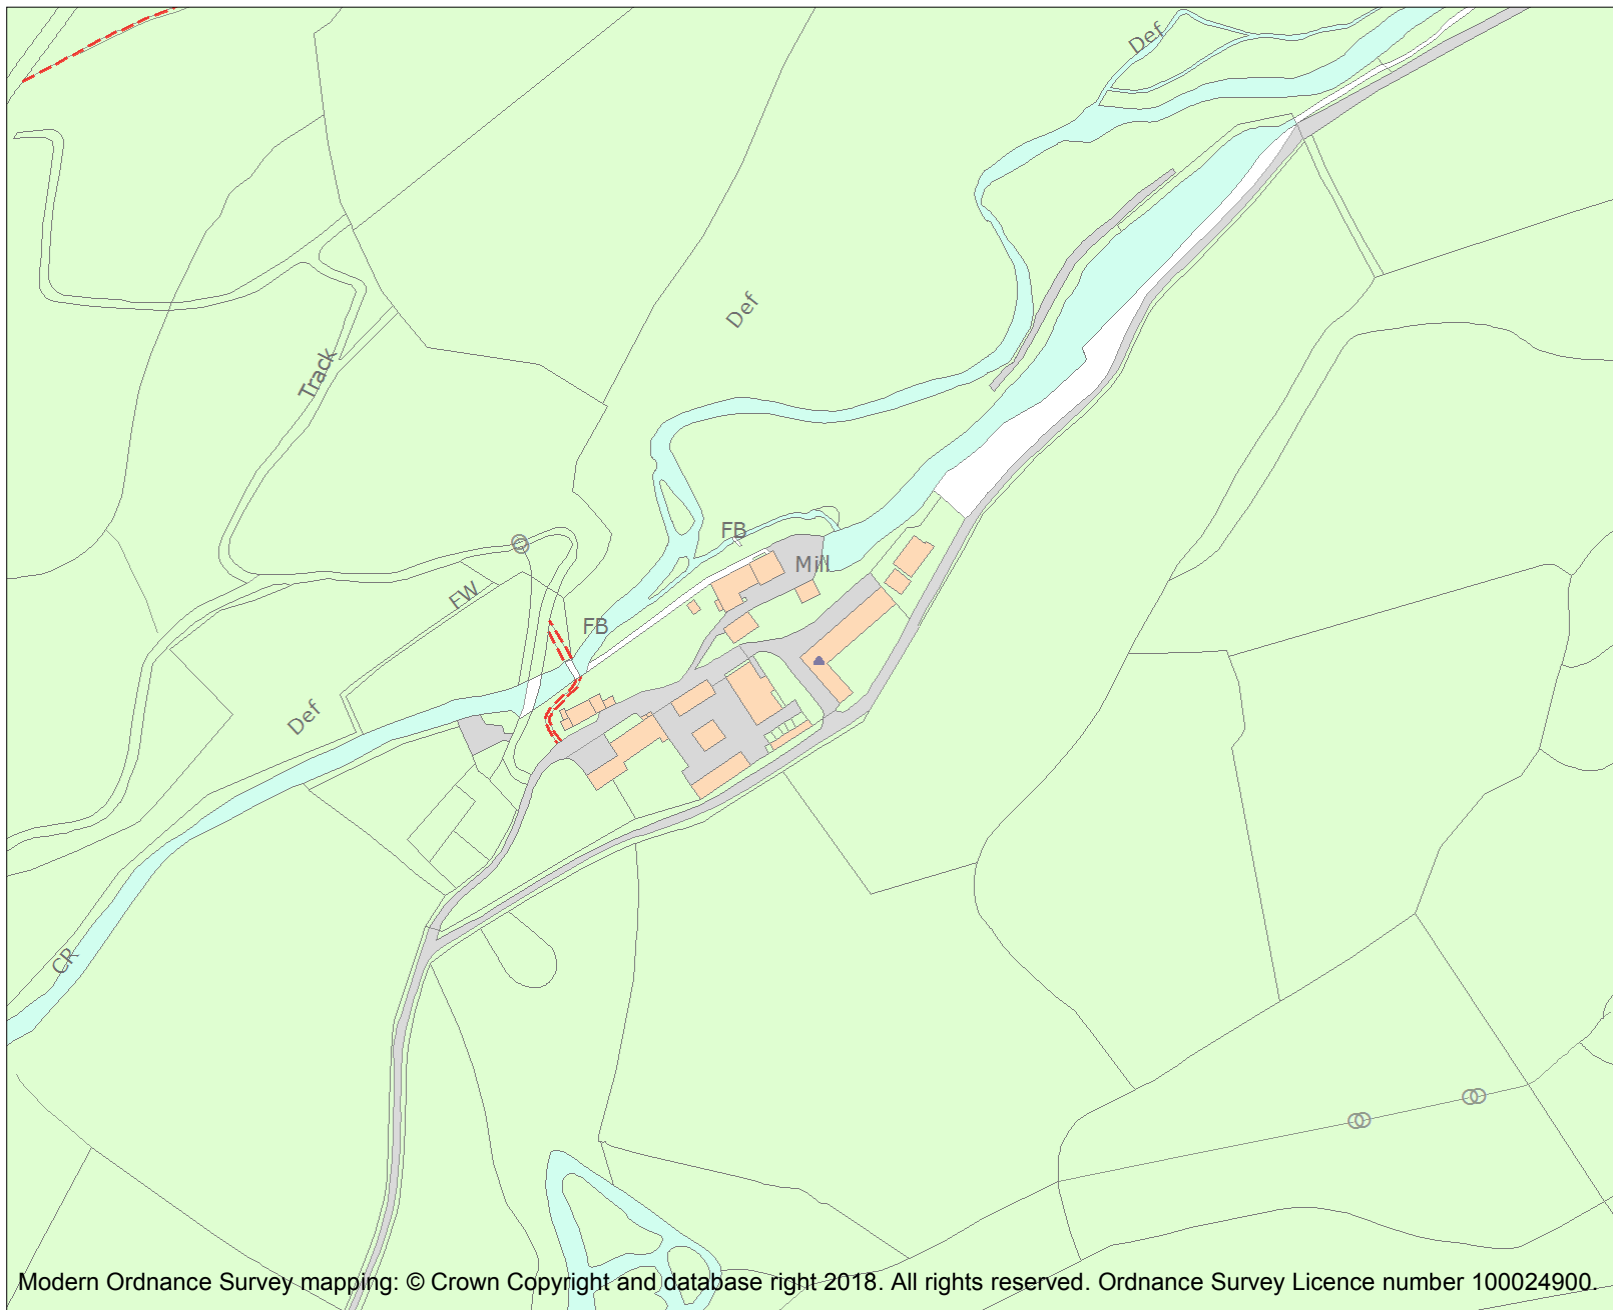 Def
Def
Track
FB
Mill
FW
FB
Def
CR
Modern Ordnance Survey mapping: © Crown Copyright and database right 2018. All rights reserved. Ordnance Survey Licence number 100024900.